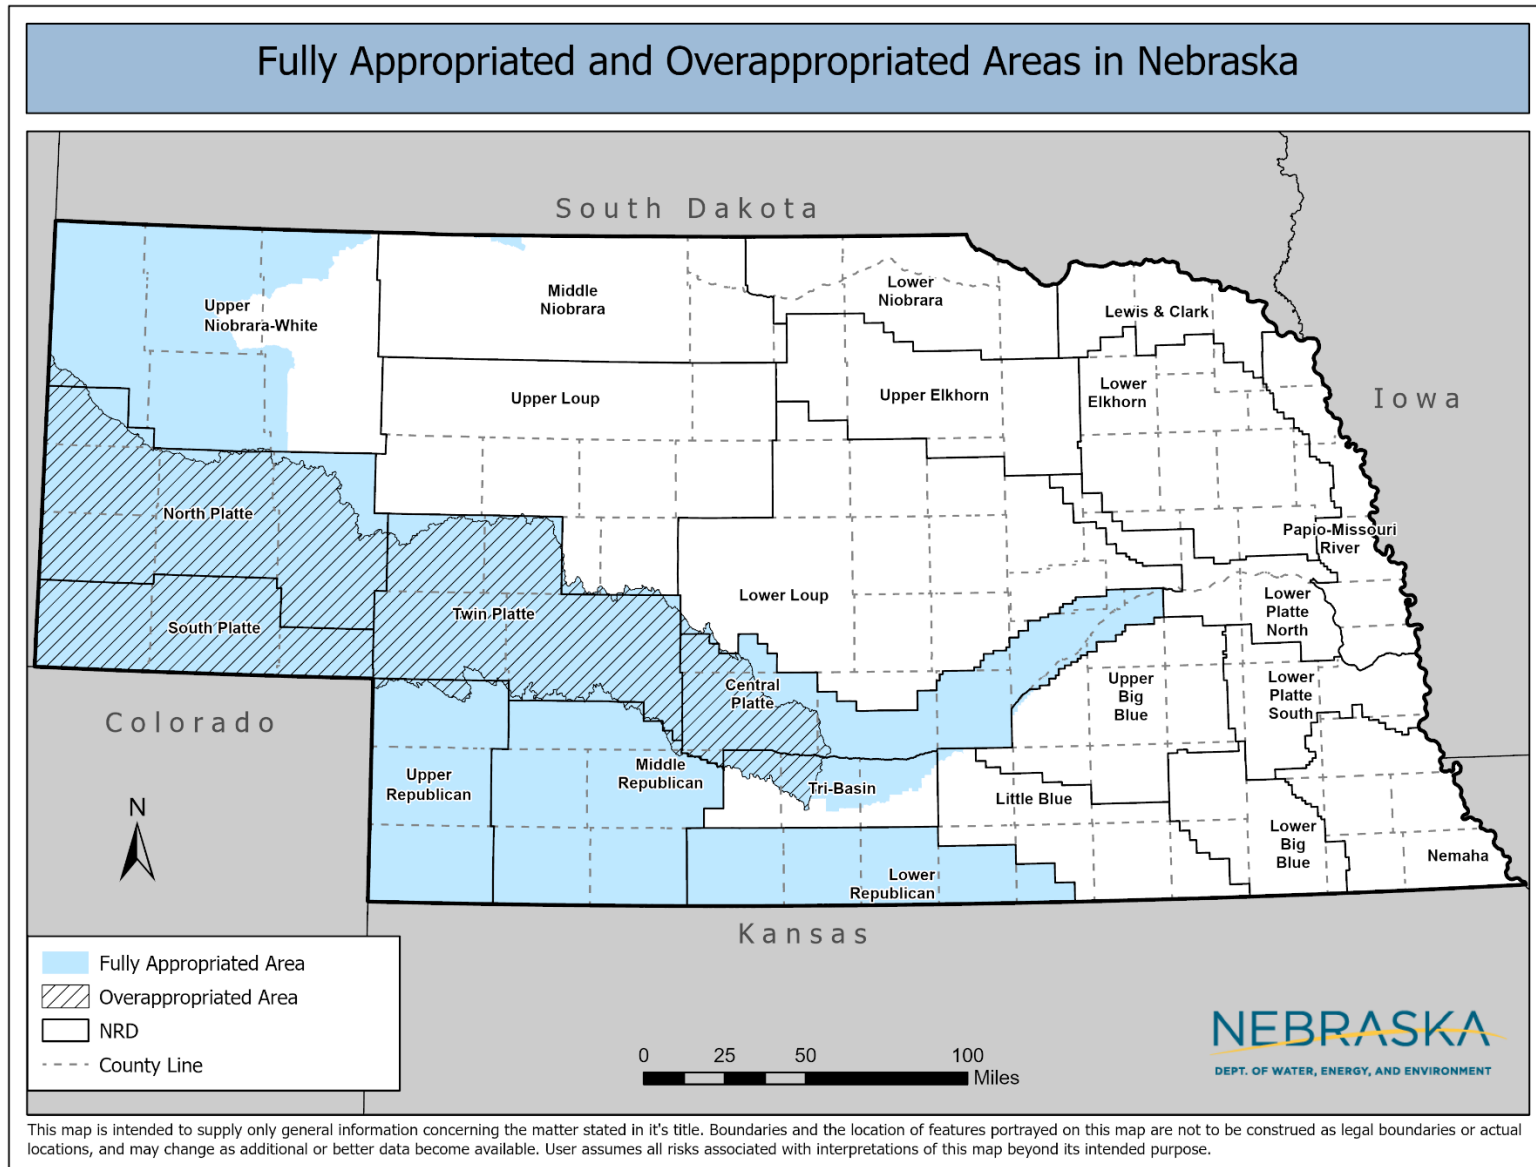 Fully Appropriated and Overappropriated Areas in Nebraska
South Dakota
Upper
Niobrara-White
Middle
Niobrara
Lower
Niobrara
Lewis & Clark
Iowa
Upper Loup
Upper Elkhorn
Lower
Elkhorn
North Platte
Papio-Missouri
River
South Platte
Twin Platte
Lower Loup
Lower
Platte
North
Central
Platte
Upper
Big
Blue
Lower
Platte
South
Colorado
Upper
Republican
Middle
Republican
Tri-Basin
Little Blue
Lower
Big
Blue
Nemaha
Lower
Republican
N
Kansas
Fully Appropriated Area
Overappropriated Area
NRD
County Line
0 25 50 100
Miles
NEBRASKA
DEPT. OF WATER, ENERGY, AND ENVIRONMENT
This map is intended to supply only general information concerning the matter stated in it's title. Boundaries and the location of features portrayed on this map are not to be construed as legal boundaries or actual
locations, and may change as additional or better data become available. User assumes all risks associated with interpretations of this map beyond its intended purpose.